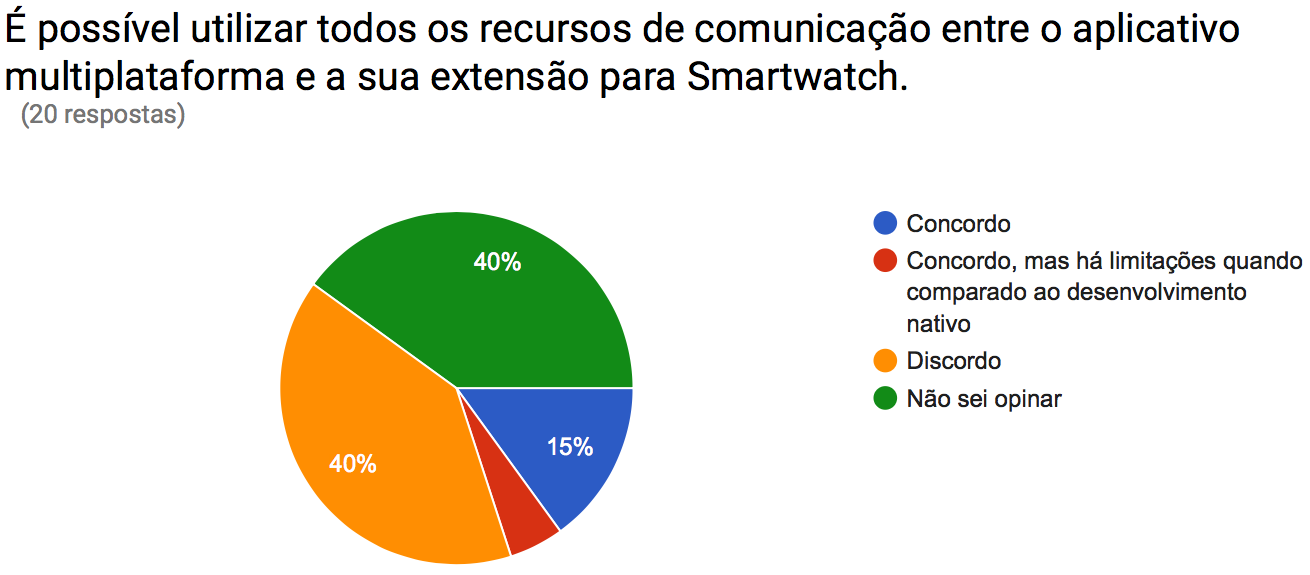 É possível utilizar todos os recursos de comunicação entre o aplicativo
multiplataforma e a sua extensão para Smartwatch.
(20 respostas)
40%
40%
15%
Concordo
Concordo, mas há limitações quando
comparado ao desenvolvimento
nativo
Discordo
Não sei opinar